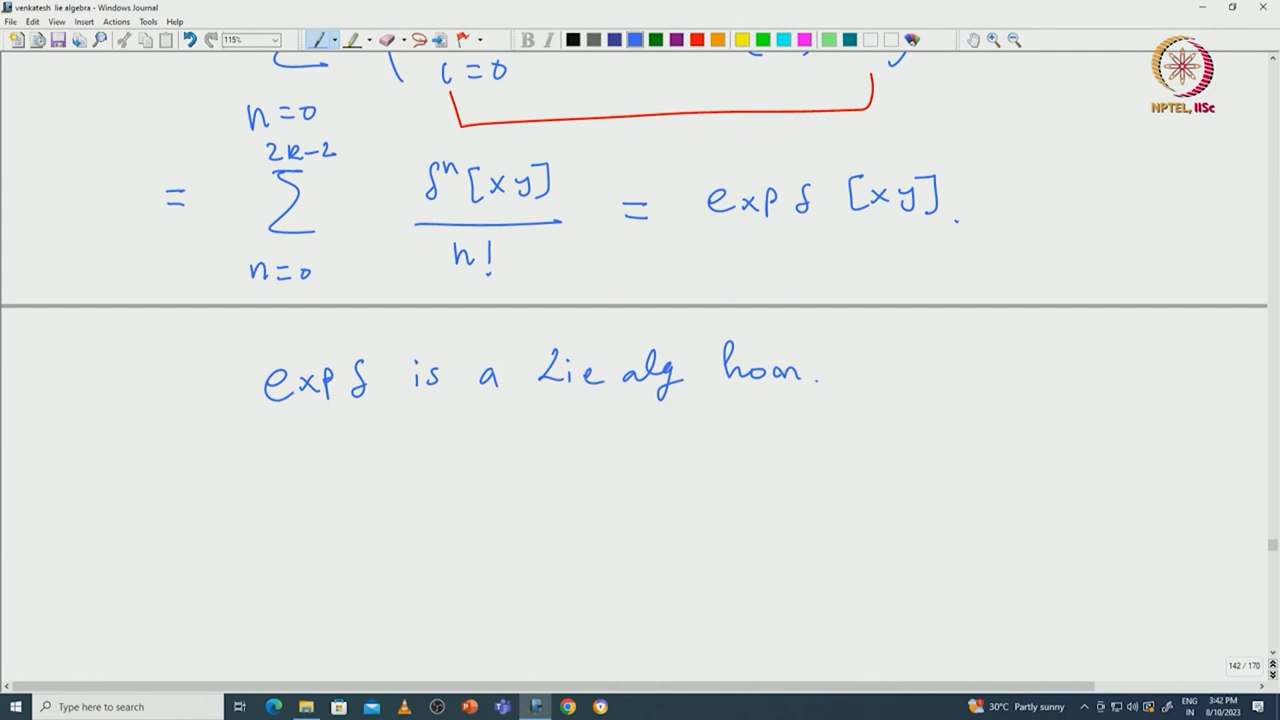 venkatesh lie algebra - Windows Journal
File Edit View Insert Actions Tools Help
115%
B I
i = 0
n = 0
2k-2
= Σ δⁿ[xy] / n! = exp δ [xy].
n = 0
exp δ is a Lie alg hom.
NPTEL, IISc
142 / 170
Type here to search
30°C Partly sunny
ENG
IN
3:42 PM
8/10/2023